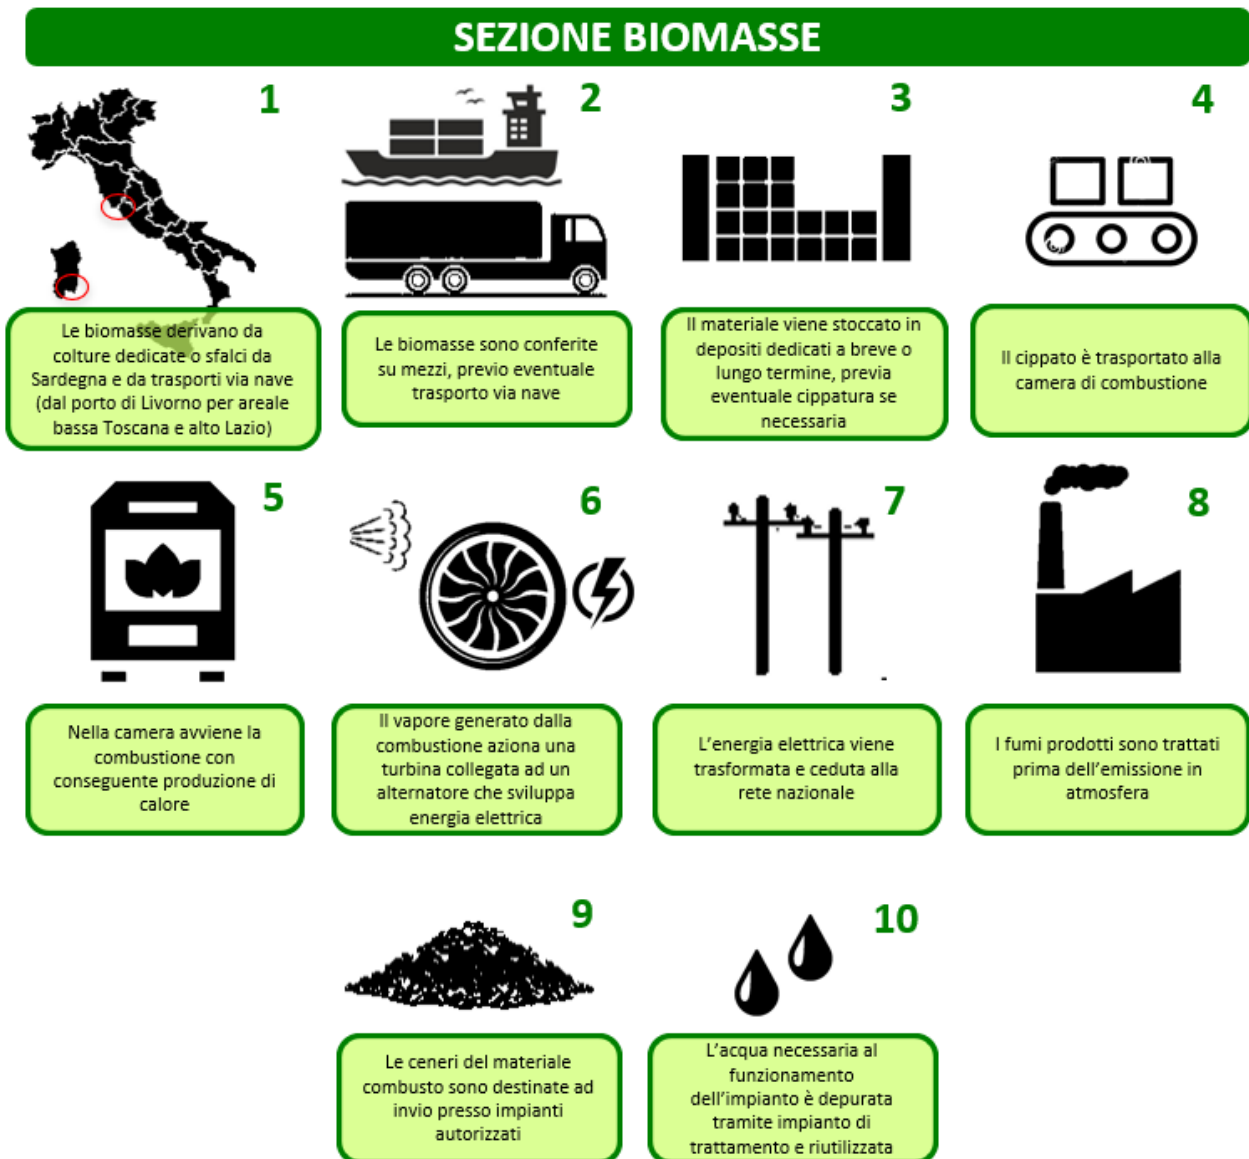 SEZIONE BIOMASSE
1
Le biomasse derivano da
colture dedicate o sfalci da
Sardegna e da trasporti via nave
(dal porto di Livorno per areale
bassa Toscana e alto Lazio)
2
Le biomasse sono conferite
su mezzi, previo eventuale
trasporto via nave
3
Il materiale viene stoccato in
depositi dedicati a breve o
lungo termine, previa
eventuale cippatura se
necessaria
4
Il cippato è trasportato alla
camera di combustione
5
Nella camera avviene la
combustione con
conseguente produzione di
calore
6
Il vapore generato dalla
combustione aziona una
turbina collegata ad un
alternatore che sviluppa
energia elettrica
7
L'energia elettrica viene
trasformata e ceduta alla
rete nazionale
8
I fumi prodotti sono trattati
prima dell'emissione in
atmosfera
9
Le ceneri del materiale
combusto sono destinate ad
invio presso impianti
autorizzati
10
L'acqua necessaria al
funzionamento
dell'impianto è depurata
tramite impianto di
trattamento e riutilizzata